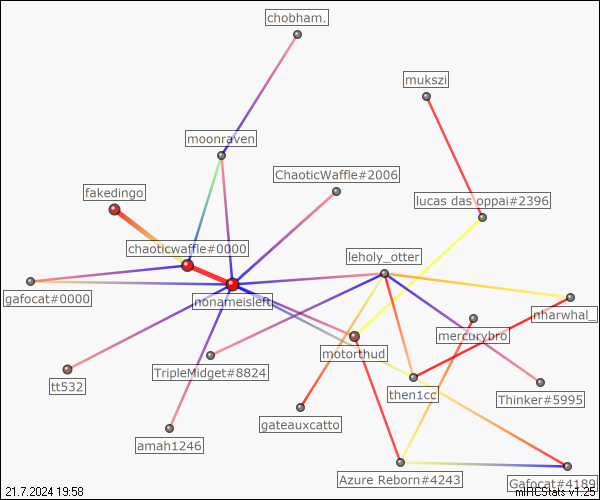 chobham.
mukszi
moonraven
ChaoticWaffle#2006
fakedingo
lucas das oppai#2396
chaoticwaffle#0000
leholy_otter
gafocat#0000
nonameisleft
nharwhal_
mercurybro
motorthud
TripleMidget#8824
tt532
then1cc
Thinker#5995
gateauxcatto
amah1246
Azure Reborn#4243
Gafocat#4189
21.7.2024 19:58
mIRCStats v1.25